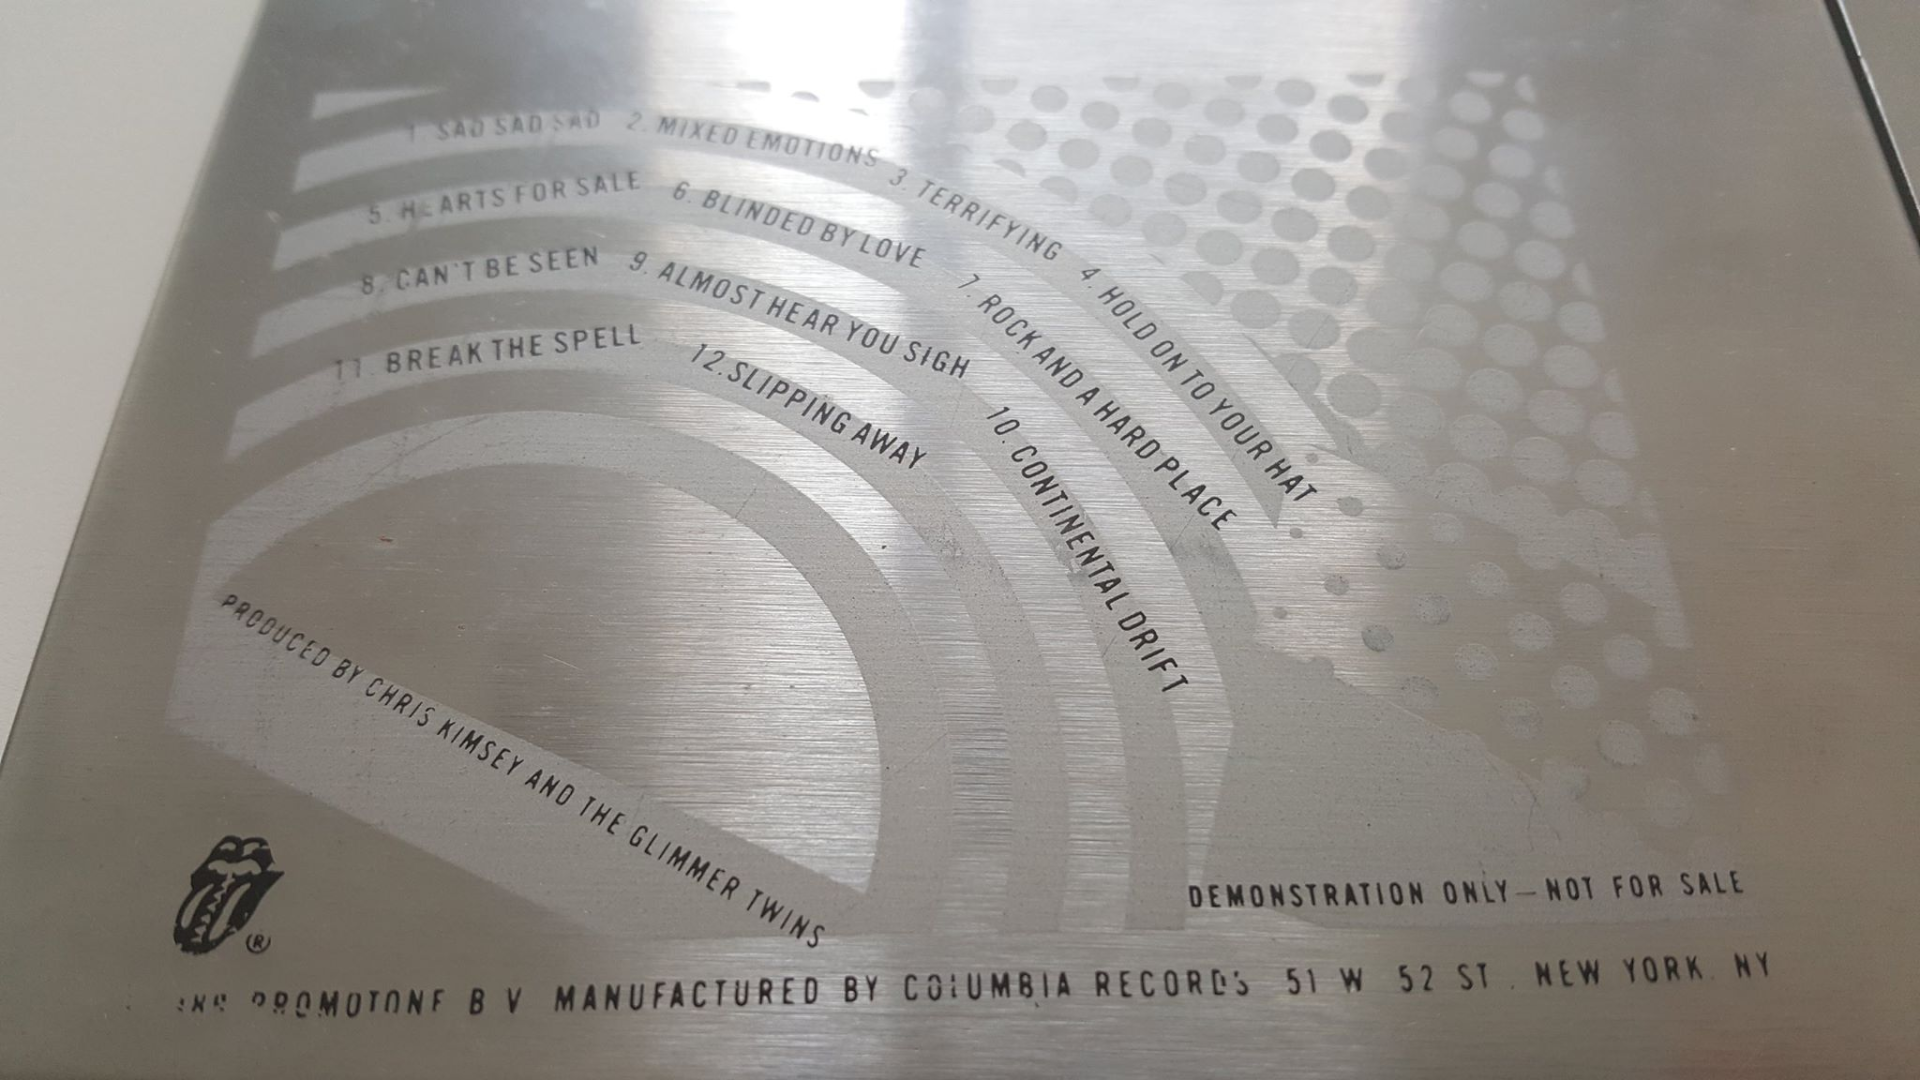 1. SAD SAD SAD 2. MIXED EMOTIONS 3. TERRIFYING 4. HOLD ON TO YOUR HAT
5. HEARTS FOR SALE 6. BLINDED BY LOVE 7. ROCK AND A HARD PLACE
8. CAN'T BE SEEN 9. ALMOST HEAR YOU SIGH 10. CONTINENTAL DRIFT
11. BREAK THE SPELL 12. SLIPPING AWAY
PRODUCED BY CHRIS KIMSEY AND THE GLIMMER TWINS
®
DEMONSTRATION ONLY—NOT FOR SALE
PROMOTONE B V MANUFACTURED BY COLUMBIA RECORDS 51 W 52 ST. NEW YORK NY